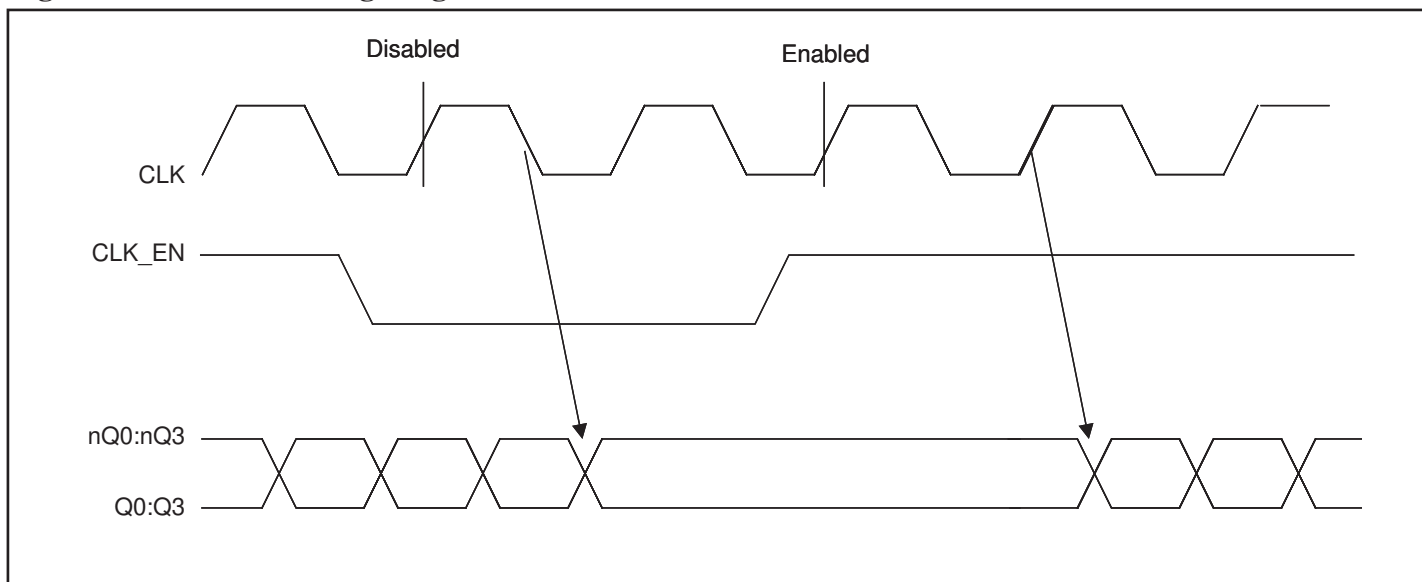 Disabled
Enabled
CLK
CLK_EN
nQ0:nQ3
Q0:Q3